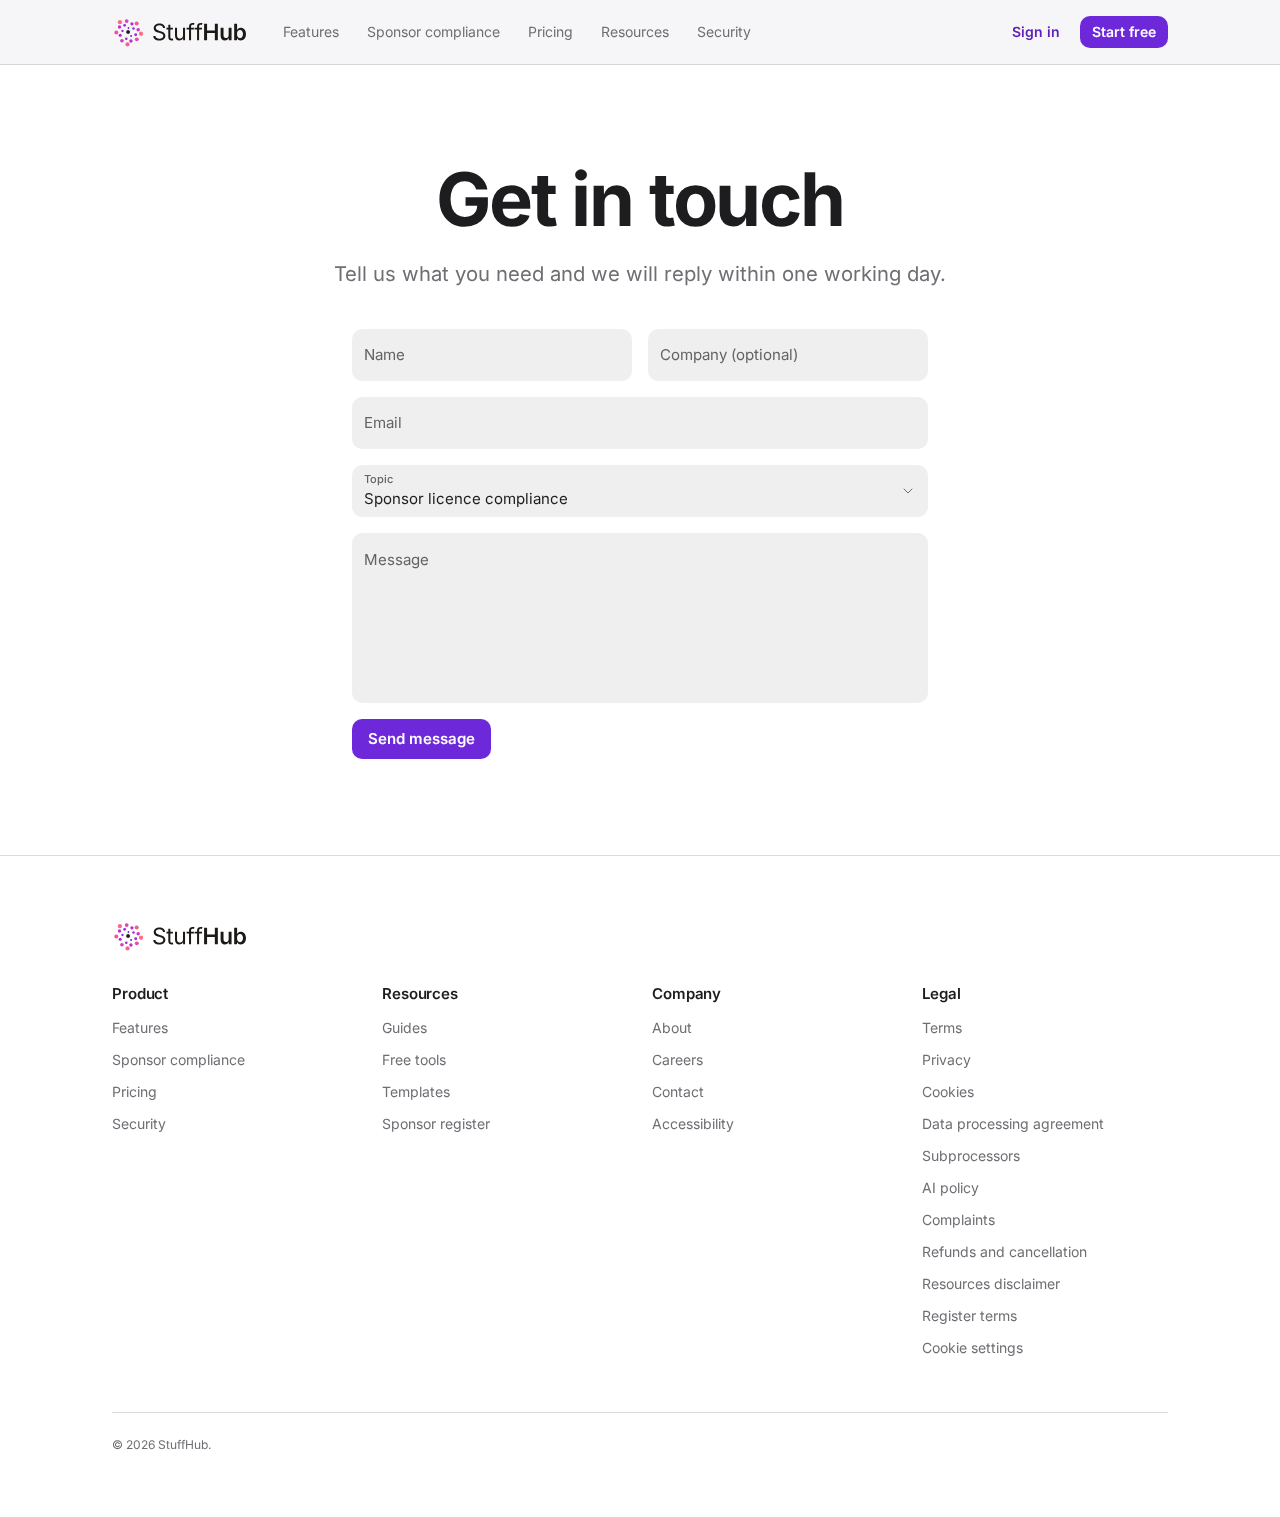 StuffHub
Features
Sponsor compliance
Pricing
Resources
Security
Sign in
Start free
Get in touch
Tell us what you need and we will reply within one working day.
Name
Company (optional)
Email
Topic
Sponsor licence compliance
Message
Send message
StuffHub
Product
Features
Sponsor compliance
Pricing
Security
Resources
Guides
Free tools
Templates
Sponsor register
Company
About
Careers
Contact
Accessibility
Legal
Terms
Privacy
Cookies
Data processing agreement
Subprocessors
AI policy
Complaints
Refunds and cancellation
Resources disclaimer
Register terms
Cookie settings
© 2026 StuffHub.